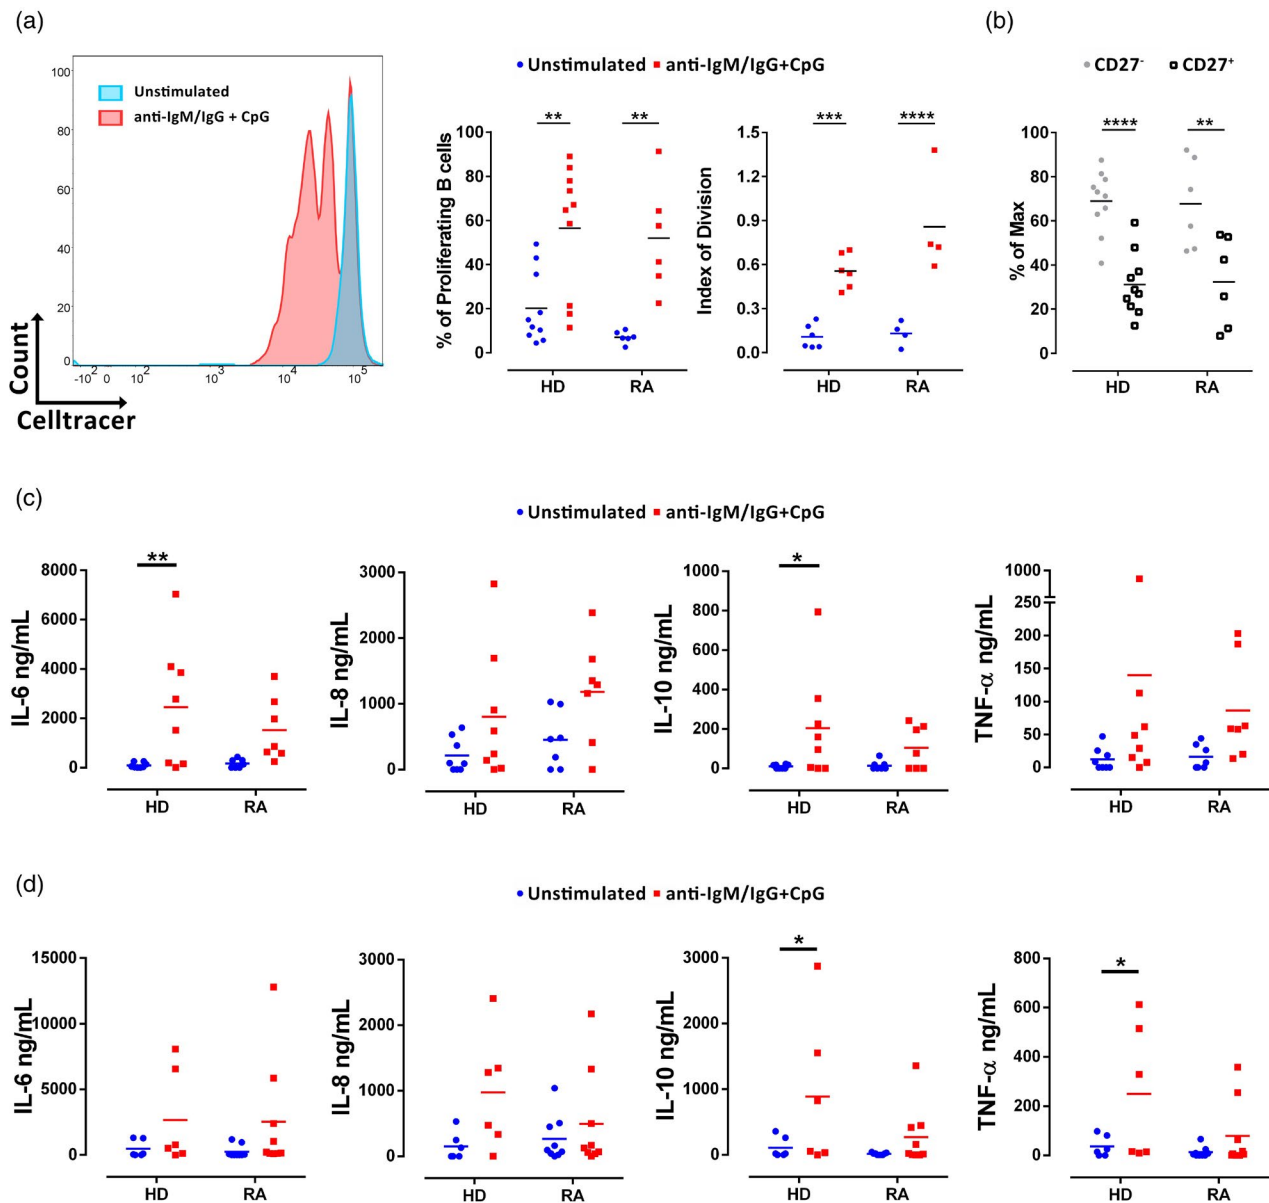 (a)
(b)
Unstimulated
anti-IgM/IgG + CpG
100
80
60
40
20
0
-10² 0 10² 10³ 10⁴ 10⁵
Count
Celltracer
Unstimulated anti-IgM/IgG+CpG
% of Proliferating B cells
100
80
60
40
20
0
** **
HD RA
Index of Division
1.5
1.2
0.9
0.6
0.3
0.0
*** ****
HD RA
CD27⁻ CD27⁺
% of Max
100
80
60
40
20
0
**** **
HD RA
(c)
Unstimulated anti-IgM/IgG+CpG
IL-6 ng/mL
8000
6000
4000
2000
0
**
HD RA
IL-8 ng/mL
3000
2000
1000
0
HD RA
IL-10 ng/mL
1000
800
600
400
200
0
*
HD RA
TNF-α ng/mL
1000
250
200
150
100
50
0
HD RA
(d)
Unstimulated anti-IgM/IgG+CpG
IL-6 ng/mL
15000
10000
5000
0
HD RA
IL-8 ng/mL
3000
2000
1000
0
HD RA
IL-10 ng/mL
3000
2000
1000
0
*
HD RA
TNF-α ng/mL
800
600
400
200
0
*
HD RA